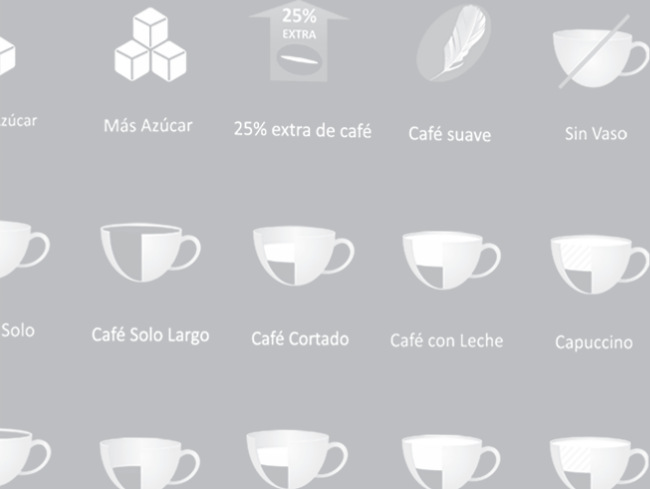 25%
EXTRA
zúcar
Más Azúcar
25% extra de café
Café suave
Sin Vaso
Solo
Café Solo Largo
Café Cortado
Café con Leche
Capuccino